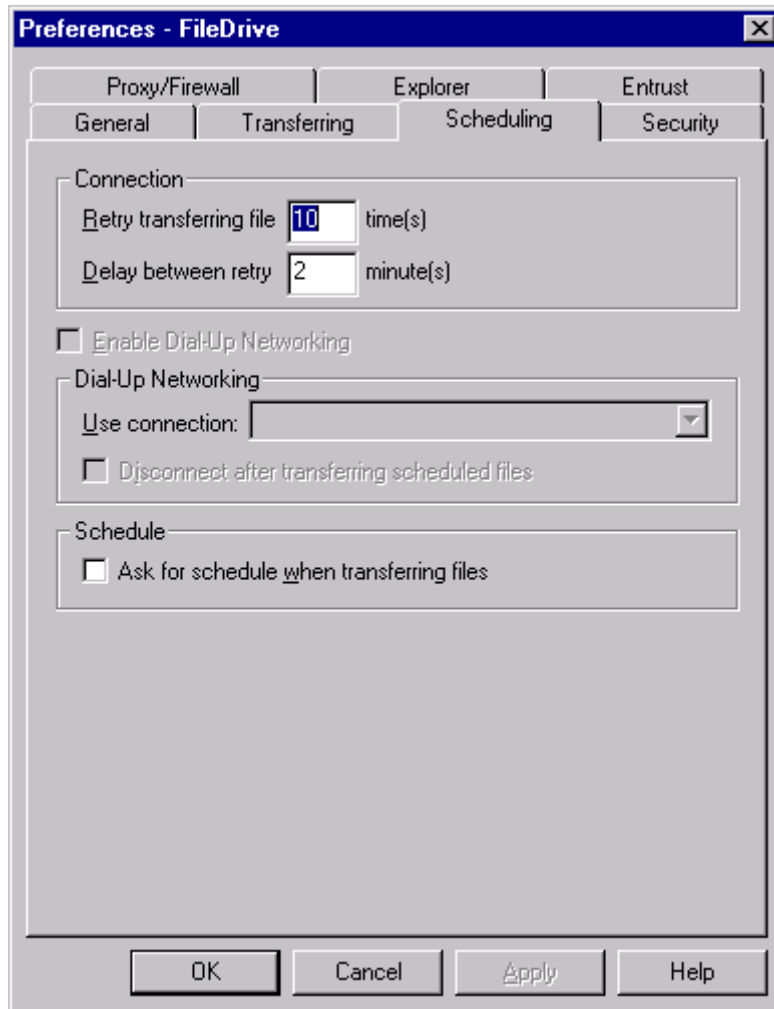 Preferences - FileDrive
Proxy/Firewall Explorer Entrust
General Transferring Scheduling Security
Connection
Retry transferring file 10 time(s)
Delay between retry 2 minute(s)
Enable Dial-Up Networking
Dial-Up Networking
Use connection:
Disconnect after transferring scheduled files
Schedule
Ask for schedule when transferring files
OK Cancel Apply Help